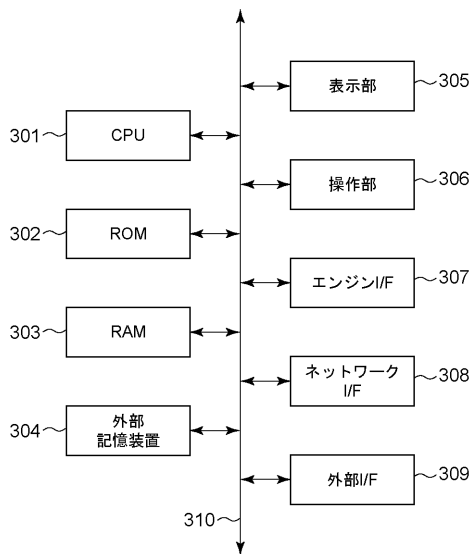 301
CPU
302
ROM
303
RAM
304
外部
記憶装置
表示部
305
操作部
306
エンジンI/F
307
ネットワーク
I/F
308
外部I/F
309
310